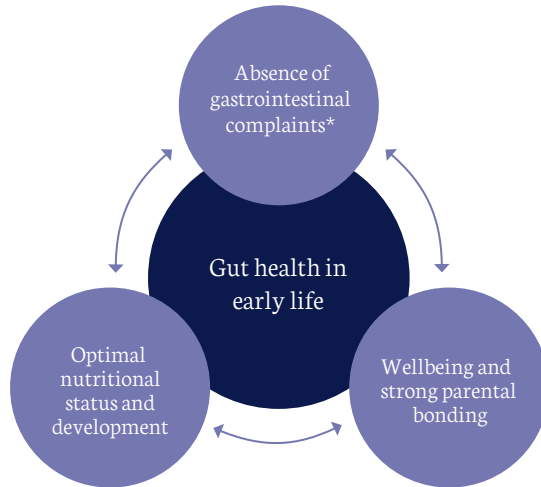 Absence of
gastrointestinal
complaints*
Gut health in
early life
Optimal
nutritional
status and
development
Wellbeing and
strong parental
bonding